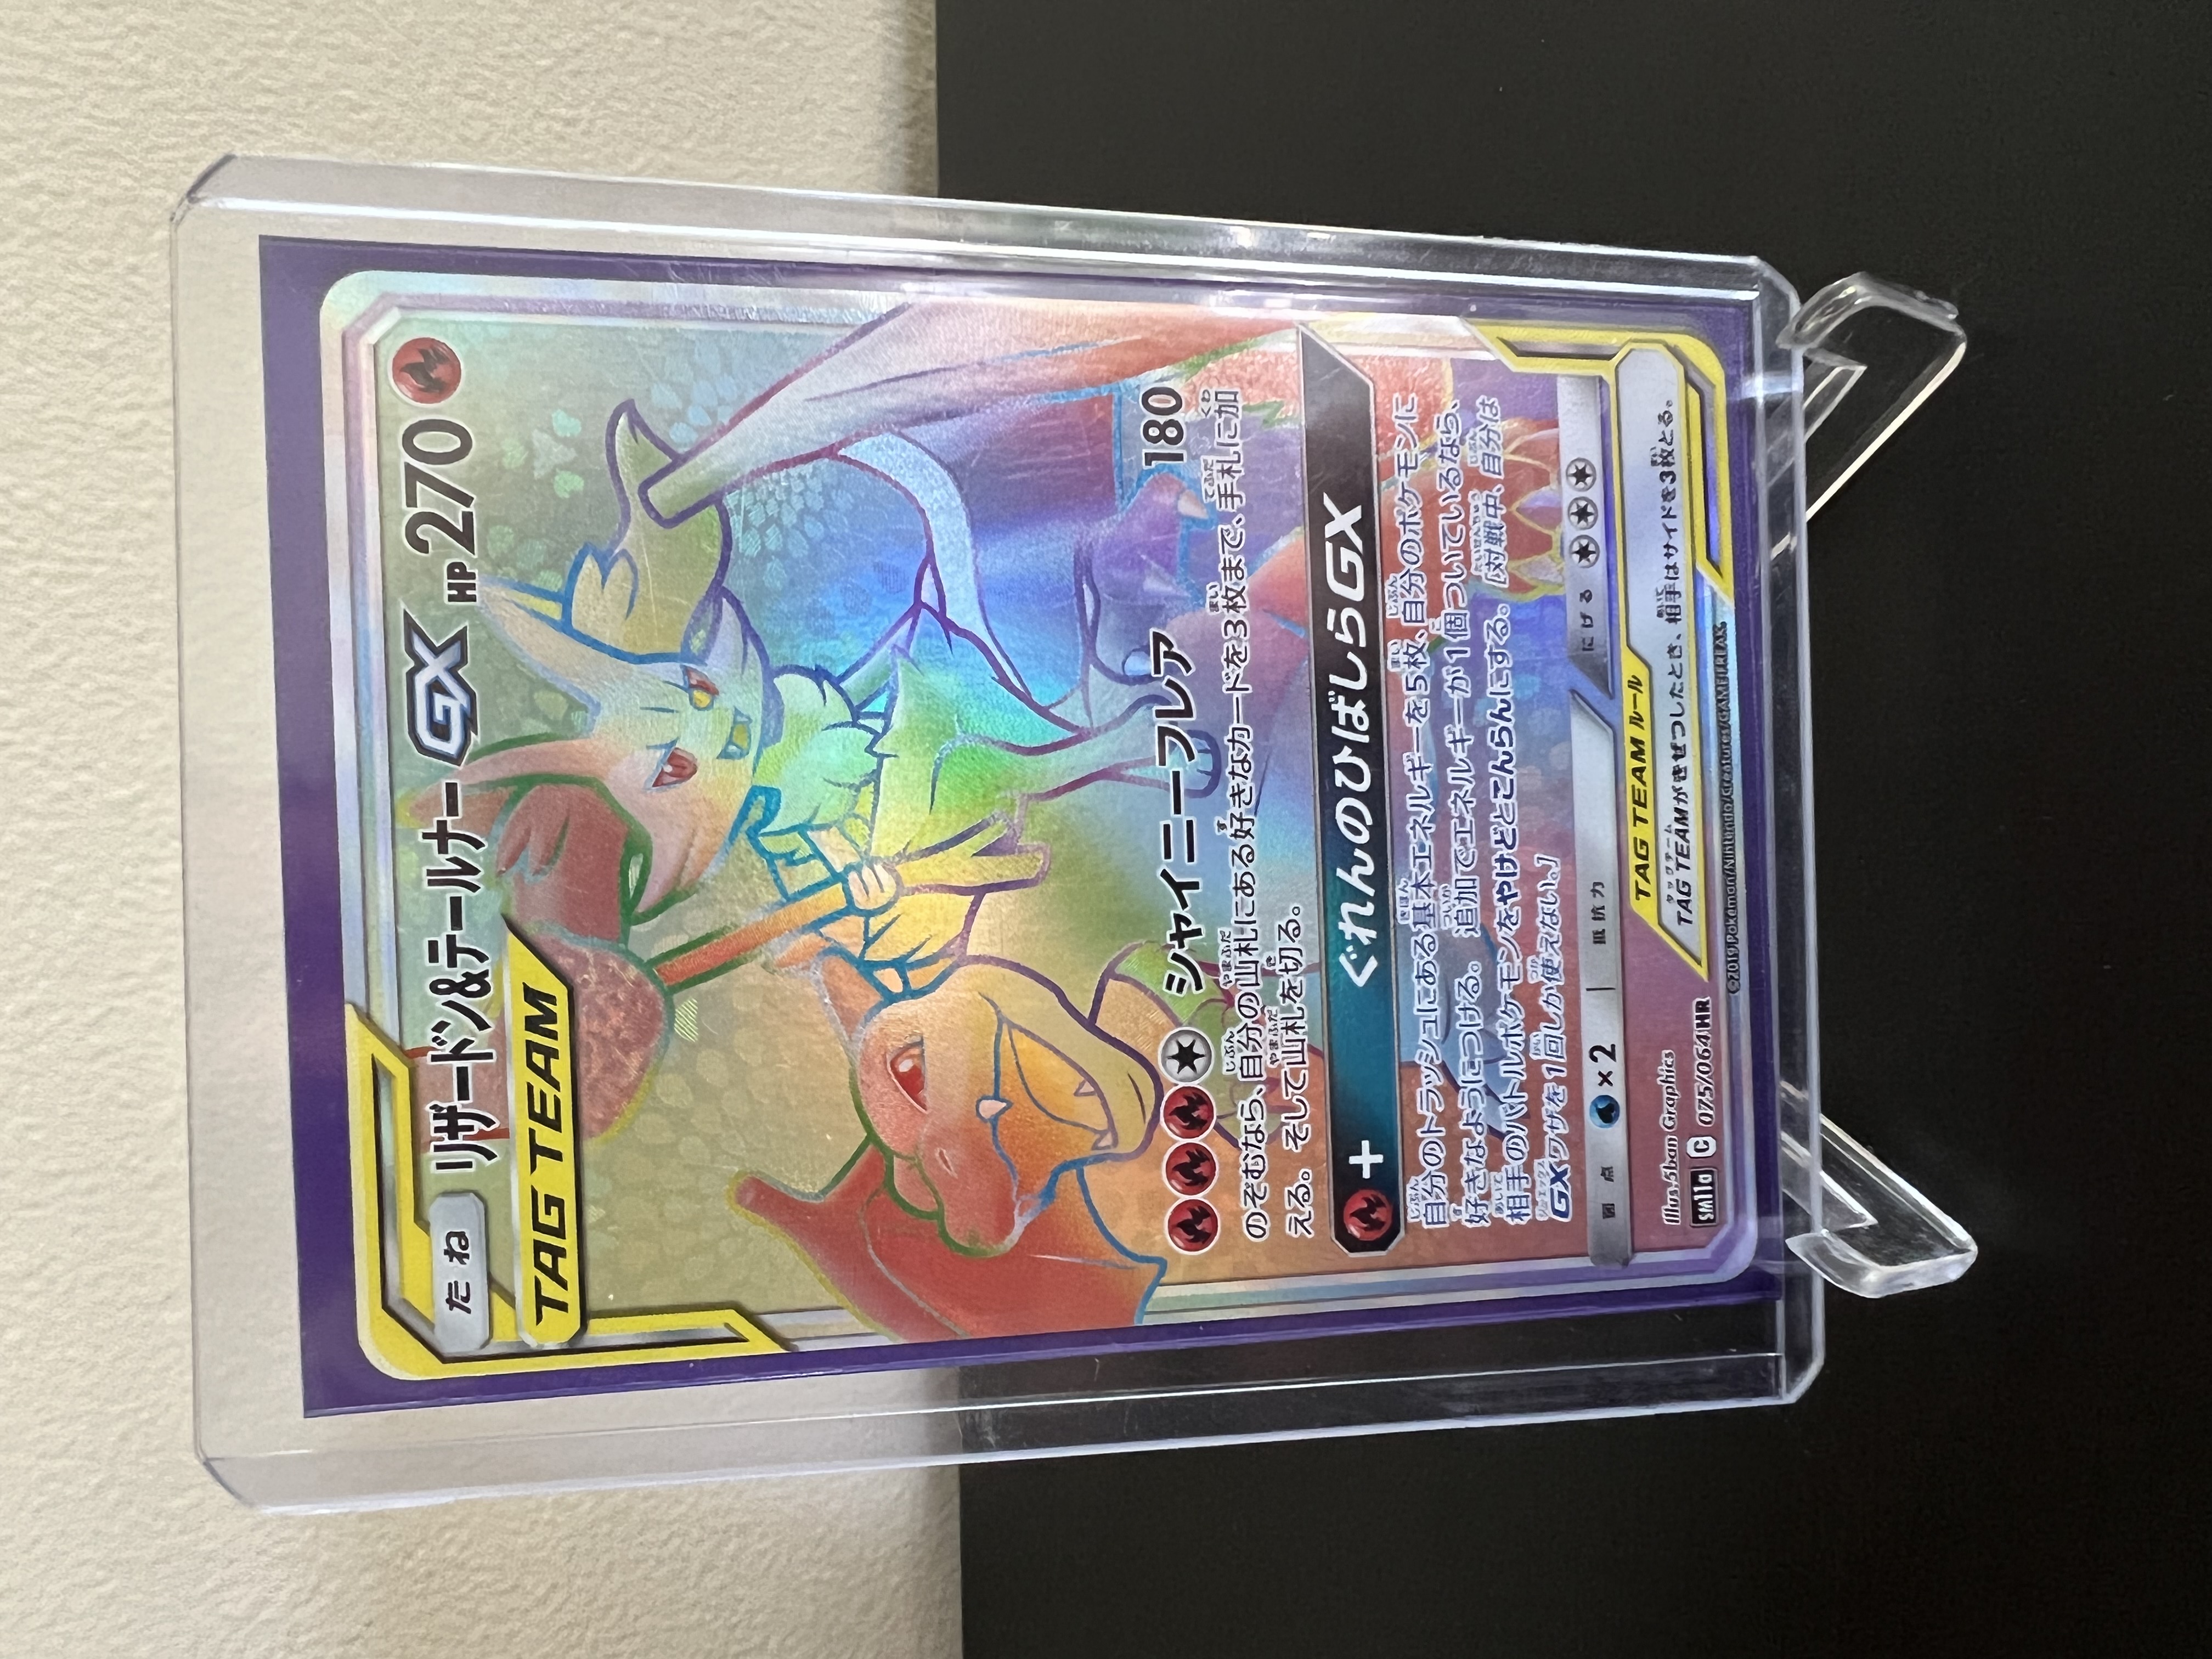 たね リザードン&テールナーGX HP270
TAG TEAM
シャイニーフレア 180
のぞむなら、自分の山札にある好きなカードを3枚まで、手札に加
える。そして山札を切る。
+ ぐれんのひばしらGX
自分のトラッシュにある基本エネルギーを5枚、自分のポケモンに
好きなようにつける。追加でエネルギーが1個ついているなら、
相手のバトルポケモンをやけどとこんらんにする。[対戦中、自分は
GXワザを1回しか使えない。]
弱点 ×2 抵抗力 にげる
TAG TEAM ルール
Illus.5ban Graphics
TAG TEAMがきぜつしたとき、相手はサイドを3枚とる。
sm11a C 075/064 HR
©2019 Pokémon/Nintendo/Creatures/GAME FREAK.